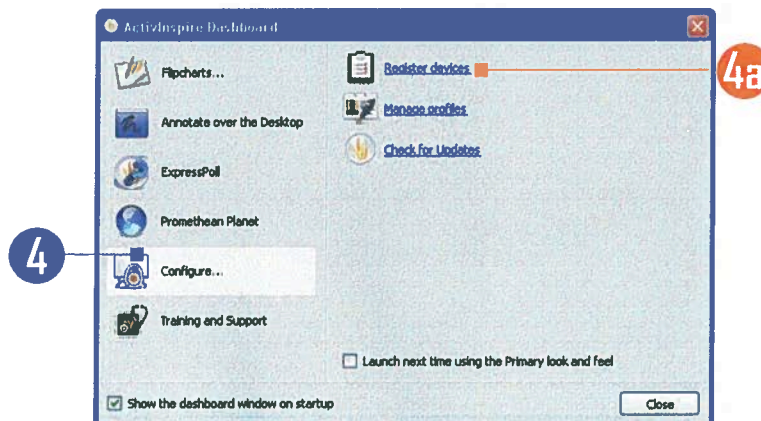 ActivInspire Dashboard
Flipcharts...
Register devices
4a
Annotate over the Desktop
Manage profiles
ExpressPoll
Check for Updates
Promethean Planet
4
Configure...
Training and Support
Launch next time using the Primary look and feel
Show the dashboard window on startup
Close